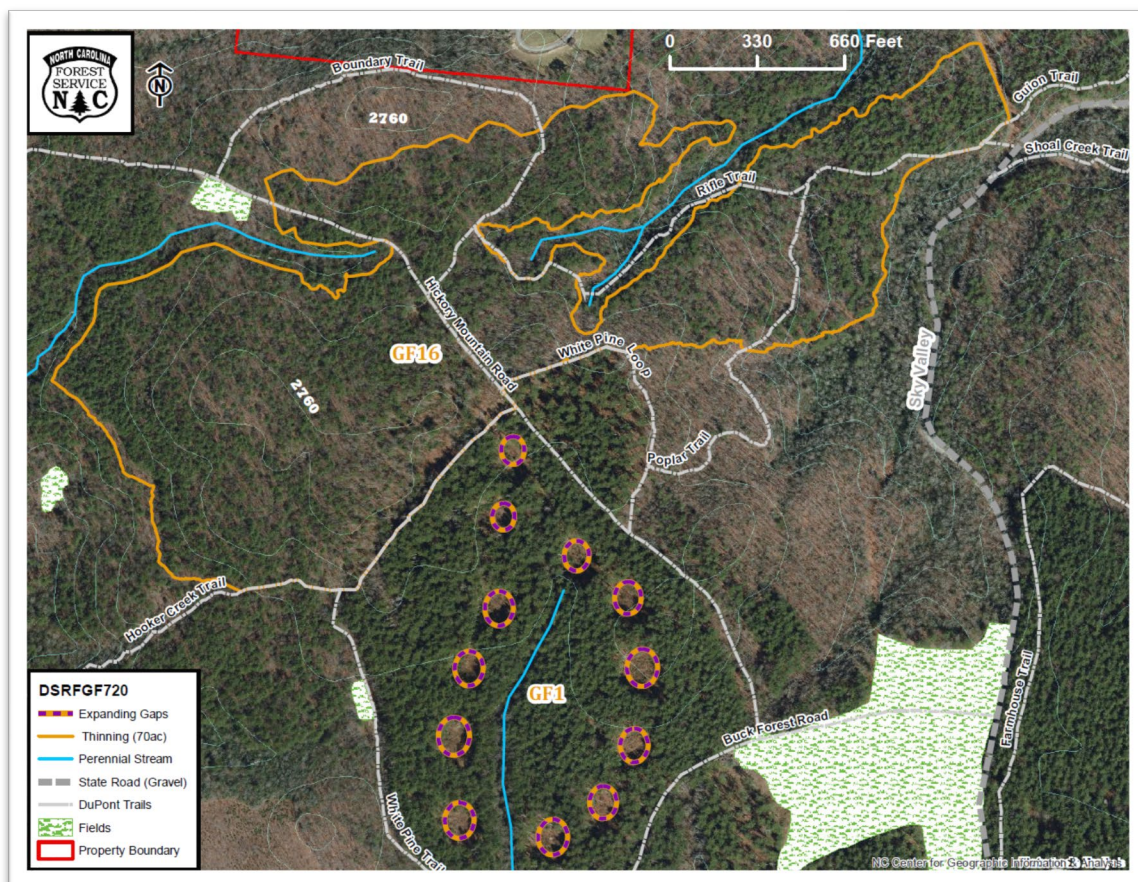 NORTH CAROLINA
FOREST
SERVICE
N C
N
0 330 660 Feet
Boundary Trail
2760
Guion Trail
Shoal Creek Trail
Rifle Trail
Hickory Mountain Road
White Pine Loop
GF16
2760
Sky Valley
Poplar Trail
Hooker Creek Trail
GF1
Buck Forest Road
Farmhouse Trail
White Pine Trail
DSRFGF720
Expanding Gaps
Thinning (70ac)
Perennial Stream
State Road (Gravel)
DuPont Trails
Fields
Property Boundary
NC Center for Geographic Information & Analysis